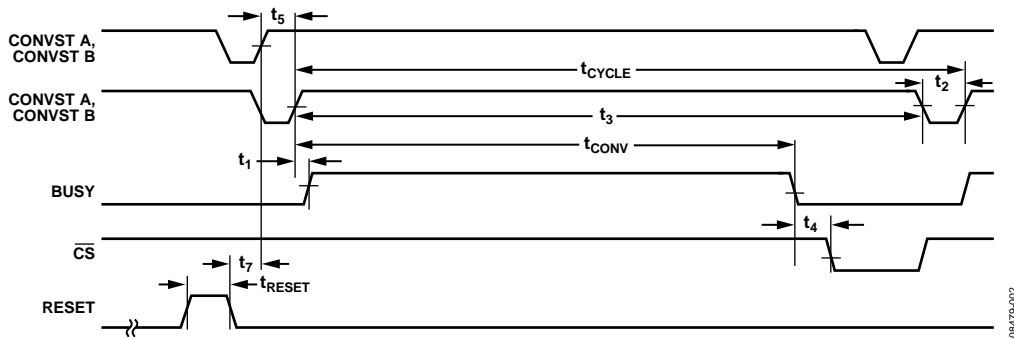 t5
CONVST A,
CONVST B
tCYCLE
t2
CONVST A,
CONVST B
t3
tCONV
t1
BUSY
t4
CS
t7
tRESET
RESET
08479-002